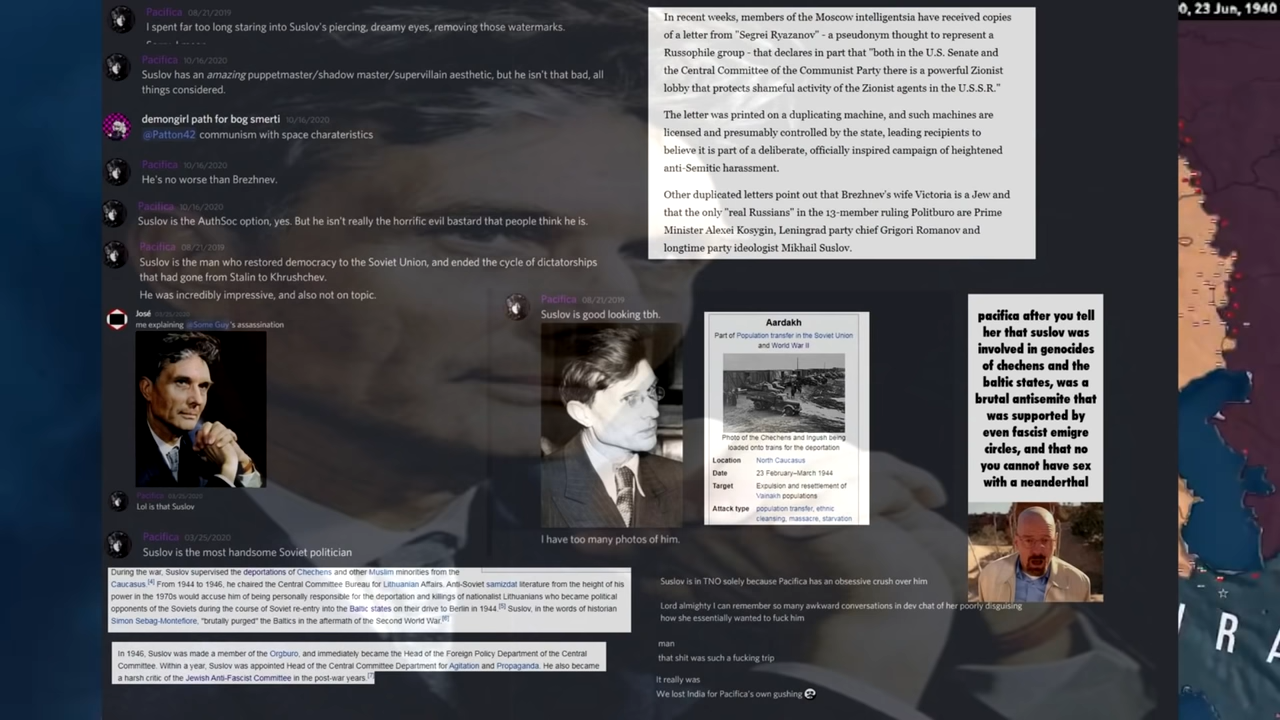 Pacifica 08/21/2019
I spent far too long staring into Suslov's piercing, dreamy eyes, removing those watermarks.
Pacifica 10/16/2020
Suslov has an amazing puppetmaster/shadow master/supervillain aesthetic, but he isn't that bad, all
things considered.
demongirl path for bog smerti 10/16/2020
@Patton42 communism with space charateristics
Pacifica 10/16/2020
He's no worse than Brezhnev.
Pacifica 10/16/2020
Suslov is the AuthSoc option, yes. But he isn't really the horrific evil bastard that people think he is.
Pacifica 08/21/2019
Suslov is the man who restored democracy to the Soviet Union, and ended the cycle of dictatorships
that had gone from Stalin to Khrushchev.
He was incredibly impressive, and also not on topic.
José 03/25/2020
me explaining @Some Guy's assassination
Pacifica 03/25/2020
Lol is that Suslov
Pacifica 03/25/2020
Suslov is the most handsome Soviet politician
During the war, Suslov supervised the deportations of Chechens and other Muslim minorities from the
Caucasus.[4] From 1944 to 1946, he chaired the Central Committee Bureau for Lithuanian Affairs. Anti-Soviet samizdat literature from the height of his
power in the 1970s would accuse him of being personally responsible for the deportation and killings of nationalist Lithuanians who became political
opponents of the Soviets during the course of Soviet re-entry into the Baltic states on their drive to Berlin in 1944.[5] Suslov, in the words of historian
Simon Sebag-Montefiore, "brutally purged" the Baltics in the aftermath of the Second World War.[6]
In 1946, Suslov was made a member of the Orgburo, and immediately became the Head of the Foreign Policy Department of the Central
Committee. Within a year, Suslov was appointed Head of the Central Committee Department for Agitation and Propaganda. He also became
a harsh critic of the Jewish Anti-Fascist Committee in the post-war years.[7]
In recent weeks, members of the Moscow intelligentsia have received copies
of a letter from "Segrei Ryazanov" - a pseudonym thought to represent a
Russophile group - that declares in part that "both in the U.S. Senate and
the Central Committee of the Communist Party there is a powerful Zionist
lobby that protects shameful activity of the Zionist agents in the U.S.S.R."
The letter was printed on a duplicating machine, and such machines are
licensed and presumably controlled by the state, leading recipients to
believe it is part of a deliberate, officially inspired campaign of heightened
anti-Semitic harassment.
Other duplicated letters point out that Brezhnev's wife Victoria is a Jew and
that the only "real Russians" in the 13-member ruling Politburo are Prime
Minister Alexei Kosygin, Leningrad party chief Grigori Romanov and
longtime party ideologist Mikhail Suslov.
Pacifica 08/21/2019
Suslov is good looking tbh.
I have too many photos of him.
Aardakh
Part of Population transfer in the Soviet Union
and World War II
Photo of the Chechens and Ingush being
loaded onto trains for the deportation
Location North Caucasus
Date 23 February–March 1944
Target Expulsion and resettlement of
Vainakh populations
Attack type population transfer, ethnic
cleansing, massacre, starvation
pacifica after you tell
her that suslov was
involved in genocides
of chechens and the
baltic states, was a
brutal antisemite that
was supported by
even fascist emigre
circles, and that no
you cannot have sex
with a neanderthal
Suslov is in TNO solely because Pacifica has an obsessive crush over him
Lord almighty I can remember so many awkward conversations in dev chat of her poorly disguising
how she essentially wanted to fuck him
man
that shit was such a fucking trip
It really was
We lost India for Pacifica's own gushing
0, 23 Jun, 1940
V R A